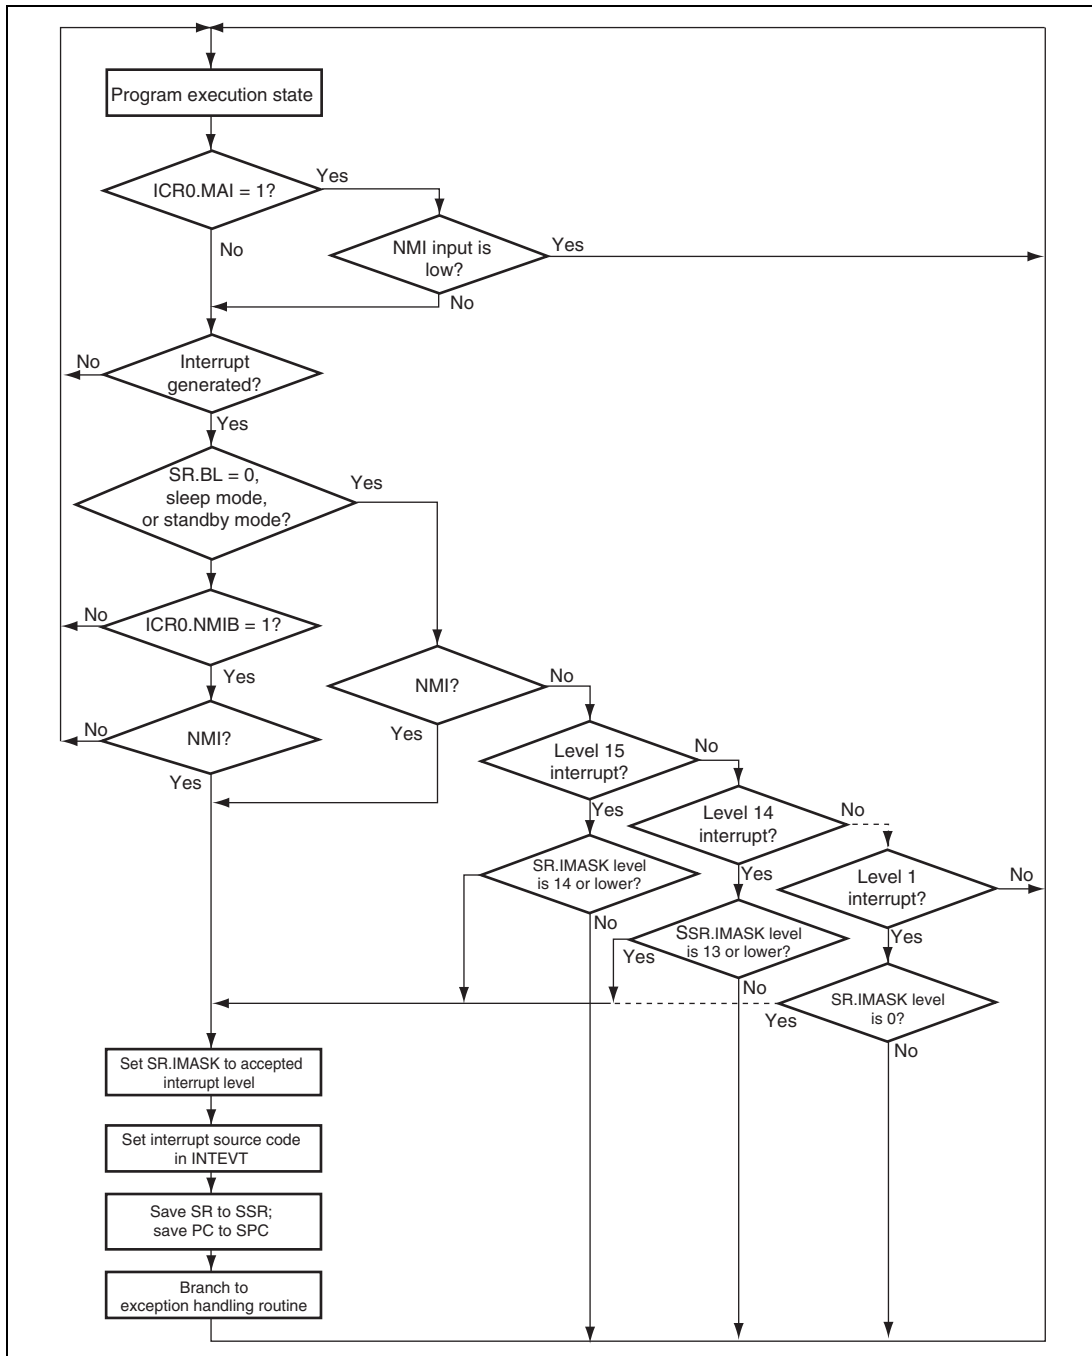 Program execution state
ICR0.MAI = 1?
Yes
No
NMI input is
low?
Yes
No
Interrupt
generated?
No
Yes
SR.BL = 0,
sleep mode,
or standby mode?
Yes
ICR0.NMIB = 1?
No
Yes
NMI?
No
Yes
NMI?
No
Yes
Level 15
interrupt?
No
Yes
Level 14
interrupt?
No
Yes
Level 1
interrupt?
No
Yes
SR.IMASK level
is 14 or lower?
No
SSR.IMASK level
is 13 or lower?
Yes
No
SR.IMASK level
is 0?
Yes
No
Set SR.IMASK to accepted
interrupt level
Set interrupt source code
in INTEVT
Save SR to SSR;
save PC to SPC
Branch to
exception handling routine